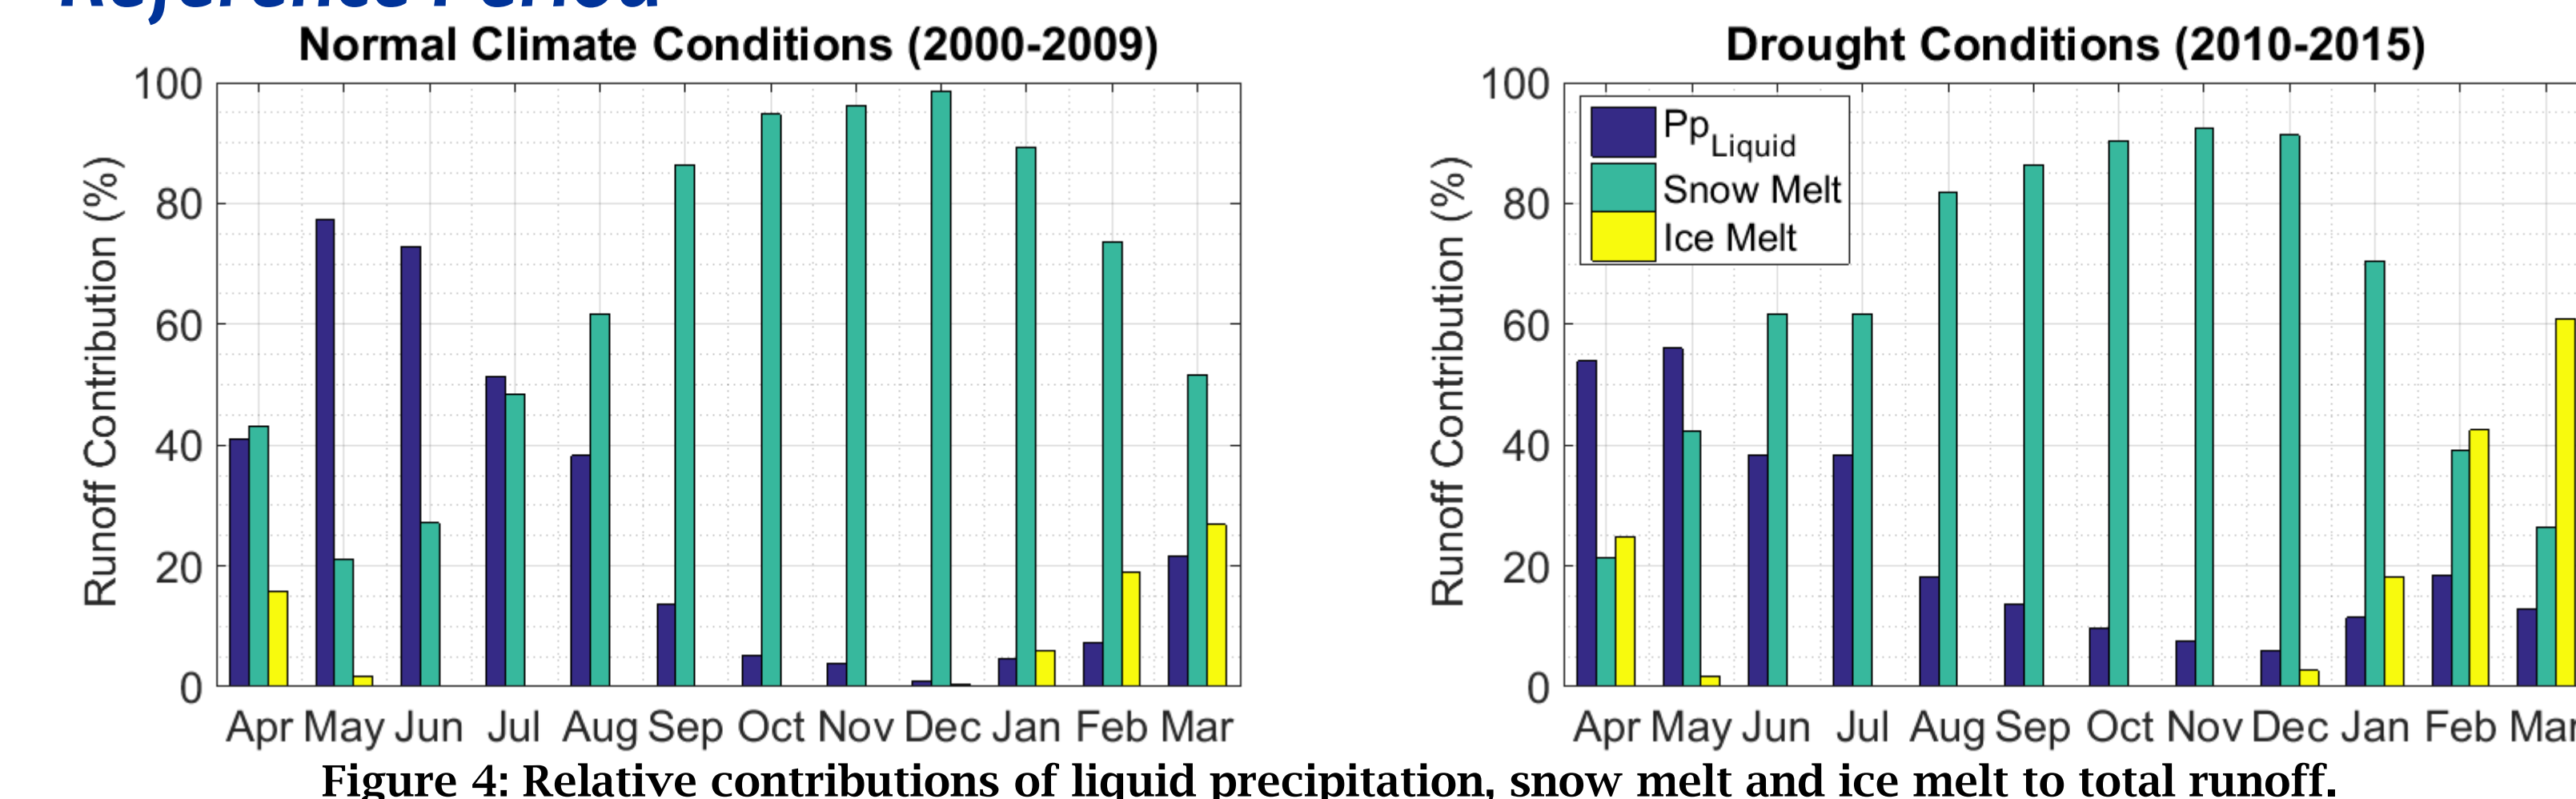 Reference Period
Normal Climate Conditions (2000-2009)
100
80
60
40
20
0
Runoff Contribution (%)
Apr May Jun Jul Aug Sep Oct Nov Dec Jan Feb Mar
Drought Conditions (2010-2015)
100
80
60
40
20
0
Runoff Contribution (%)
Pp Liquid
Snow Melt
Ice Melt
Apr May Jun Jul Aug Sep Oct Nov Dec Jan Feb Mar
Figure 4: Relative contributions of liquid precipitation, snow melt and ice melt to total runoff.